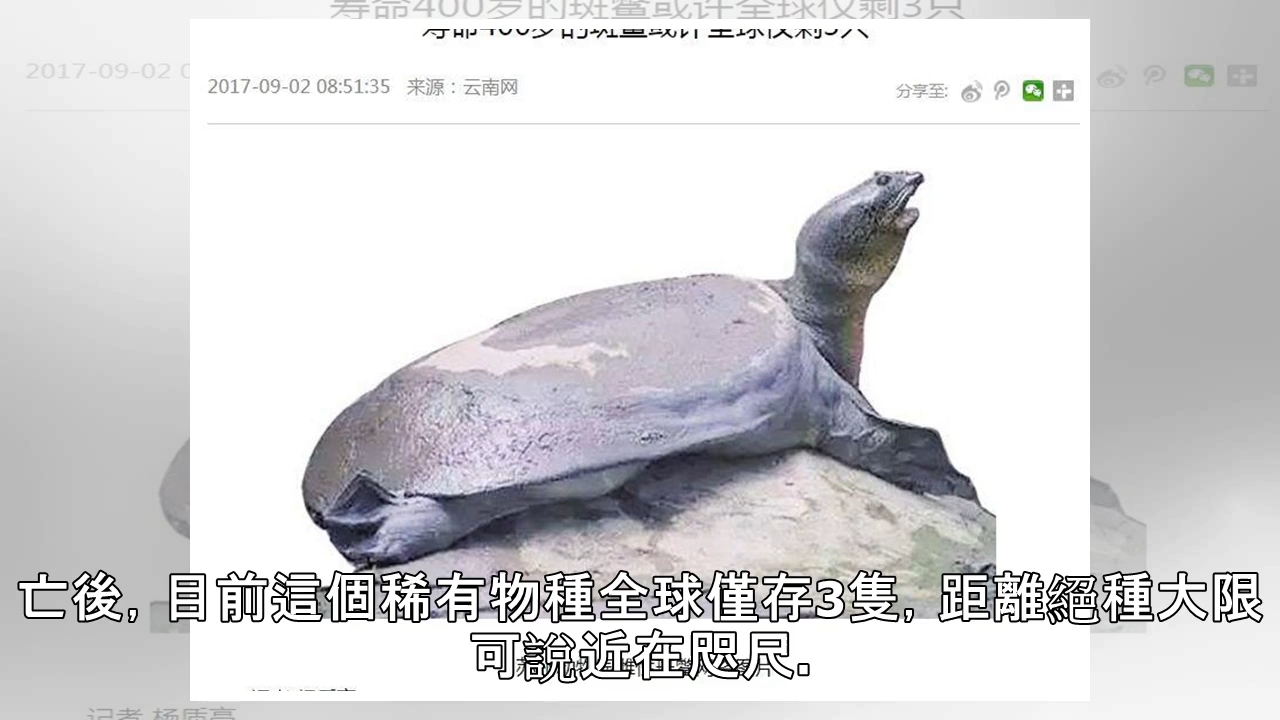 寿命400岁的斑鳖或许全球仅剩3只
2017-09-02 08:51:35 来源：云南网
分享至:
亡後, 目前這個稀有物種全球僅存3隻, 距離絕種大限
可說近在咫尺.
记者 杨质高